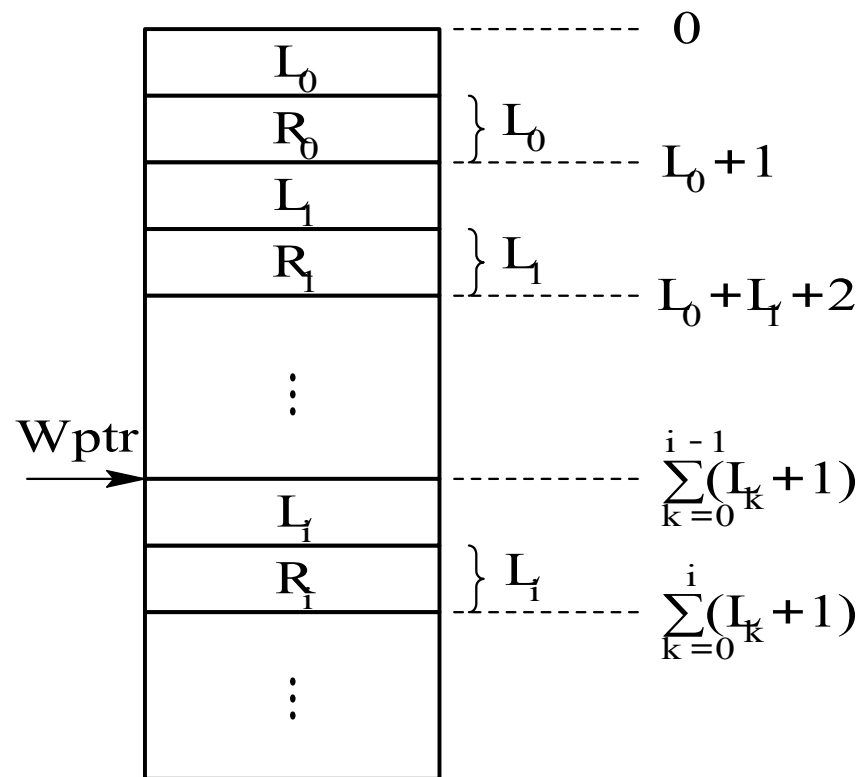 0
L₀
R₀ } L₀
L₀ + 1
L₁
R₁ } L₁
L₀ + L₁ + 2
⋮
Wptr
i - 1
∑(Lₖ + 1)
k = 0
Lᵢ
Rᵢ } Lᵢ
i
∑(Lₖ + 1)
k = 0
⋮